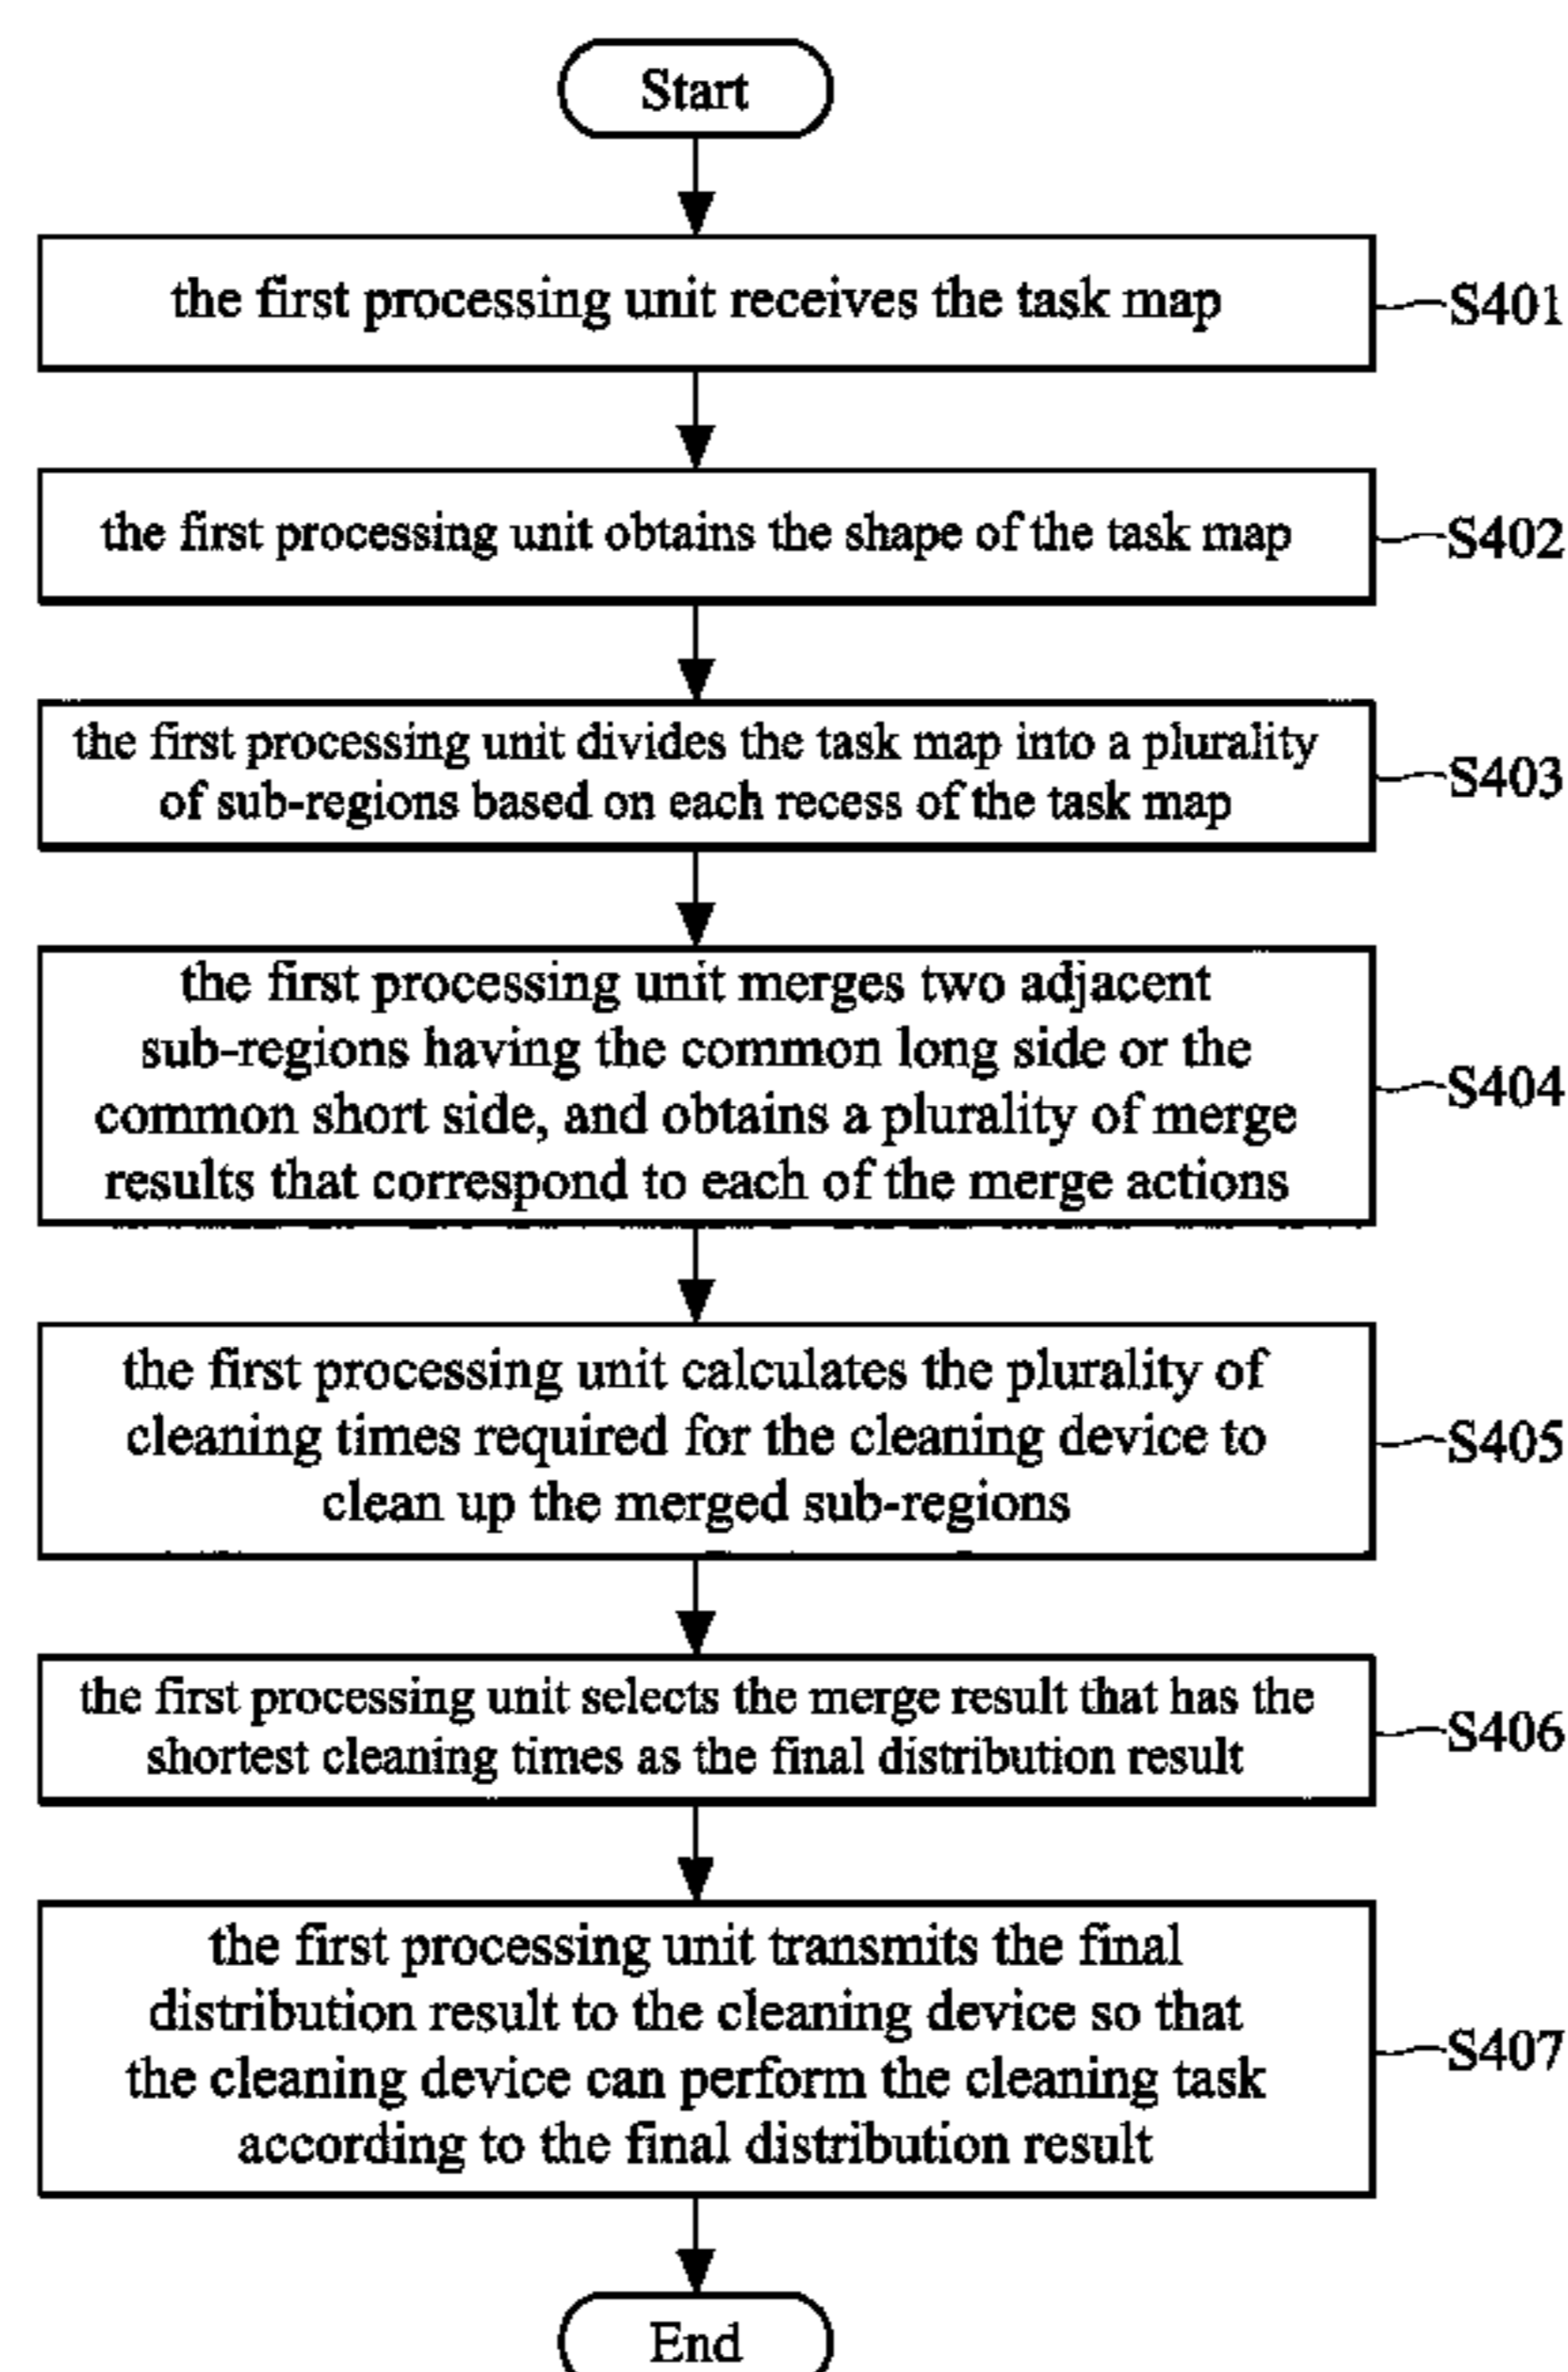 Start
the first processing unit receives the task map
S401
the first processing unit obtains the shape of the task map
S402
the first processing unit divides the task map into a plurality
of sub-regions based on each recess of the task map
S403
the first processing unit merges two adjacent
sub-regions having the common long side or the
common short side, and obtains a plurality of merge
results that correspond to each of the merge actions
S404
the first processing unit calculates the plurality of
cleaning times required for the cleaning device to
clean up the merged sub-regions
S405
the first processing unit selects the merge result that has the
shortest cleaning times as the final distribution result
S406
the first processing unit transmits the final
distribution result to the cleaning device so that
the cleaning device can perform the cleaning task
according to the final distribution result
S407
End